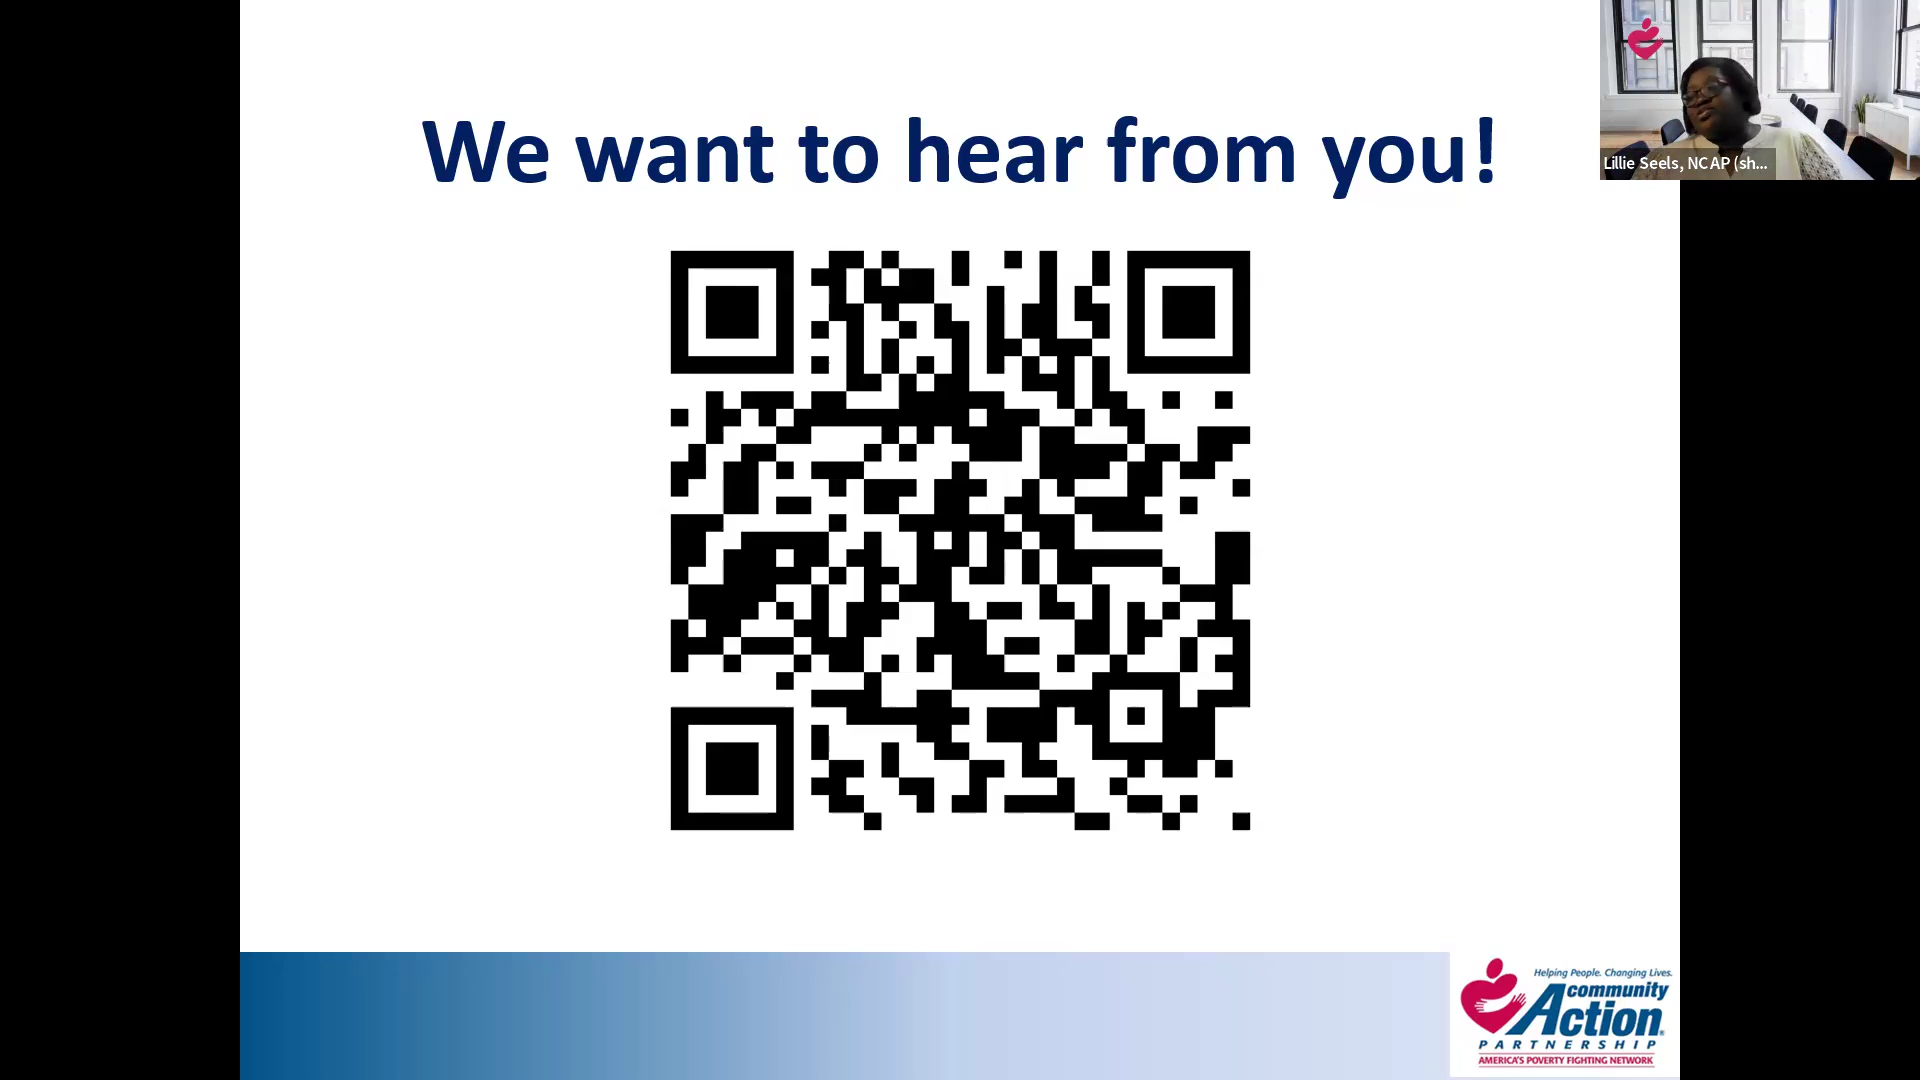 We want to hear from you!
Lillie Seels, NCAP (sh...
Helping People. Changing Lives.
community
Action
PARTNERSHIP
AMERICA'S POVERTY FIGHTING NETWORK